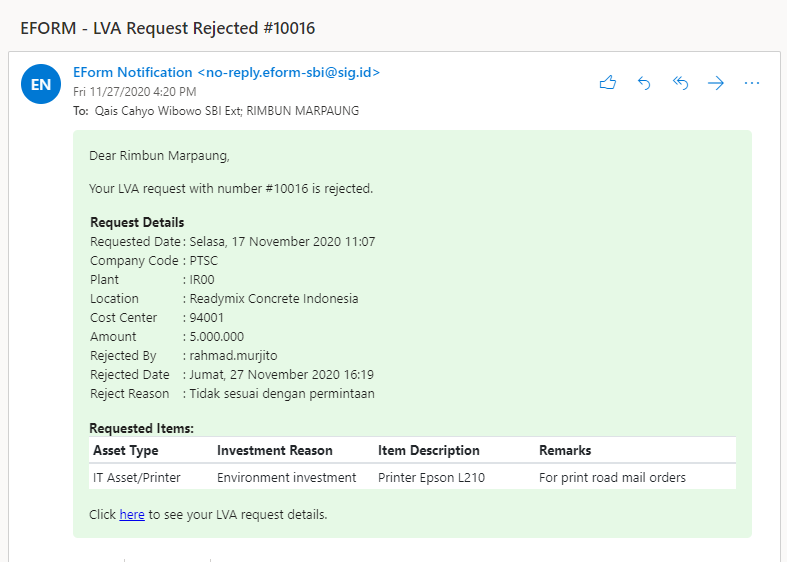 EFORM - LVA Request Rejected #10016
EN
EForm Notification <no-reply.eform-sbi@sig.id>
Fri 11/27/2020 4:20 PM
To: Qais Cahyo Wibowo SBI Ext; RIMBUN MARPAUNG
Dear Rimbun Marpaung,
Your LVA request with number #10016 is rejected.
Request Details
Requested Date : Selasa, 17 November 2020 11:07
Company Code : PTSC
Plant : IR00
Location : Readymix Concrete Indonesia
Cost Center : 94001
Amount : 5.000.000
Rejected By : rahmad.murjito
Rejected Date : Jumat, 27 November 2020 16:19
Reject Reason : Tidak sesuai dengan permintaan
Requested Items:
Asset Type Investment Reason Item Description Remarks
IT Asset/Printer Environment investment Printer Epson L210 For print road mail orders
Click here to see your LVA request details.